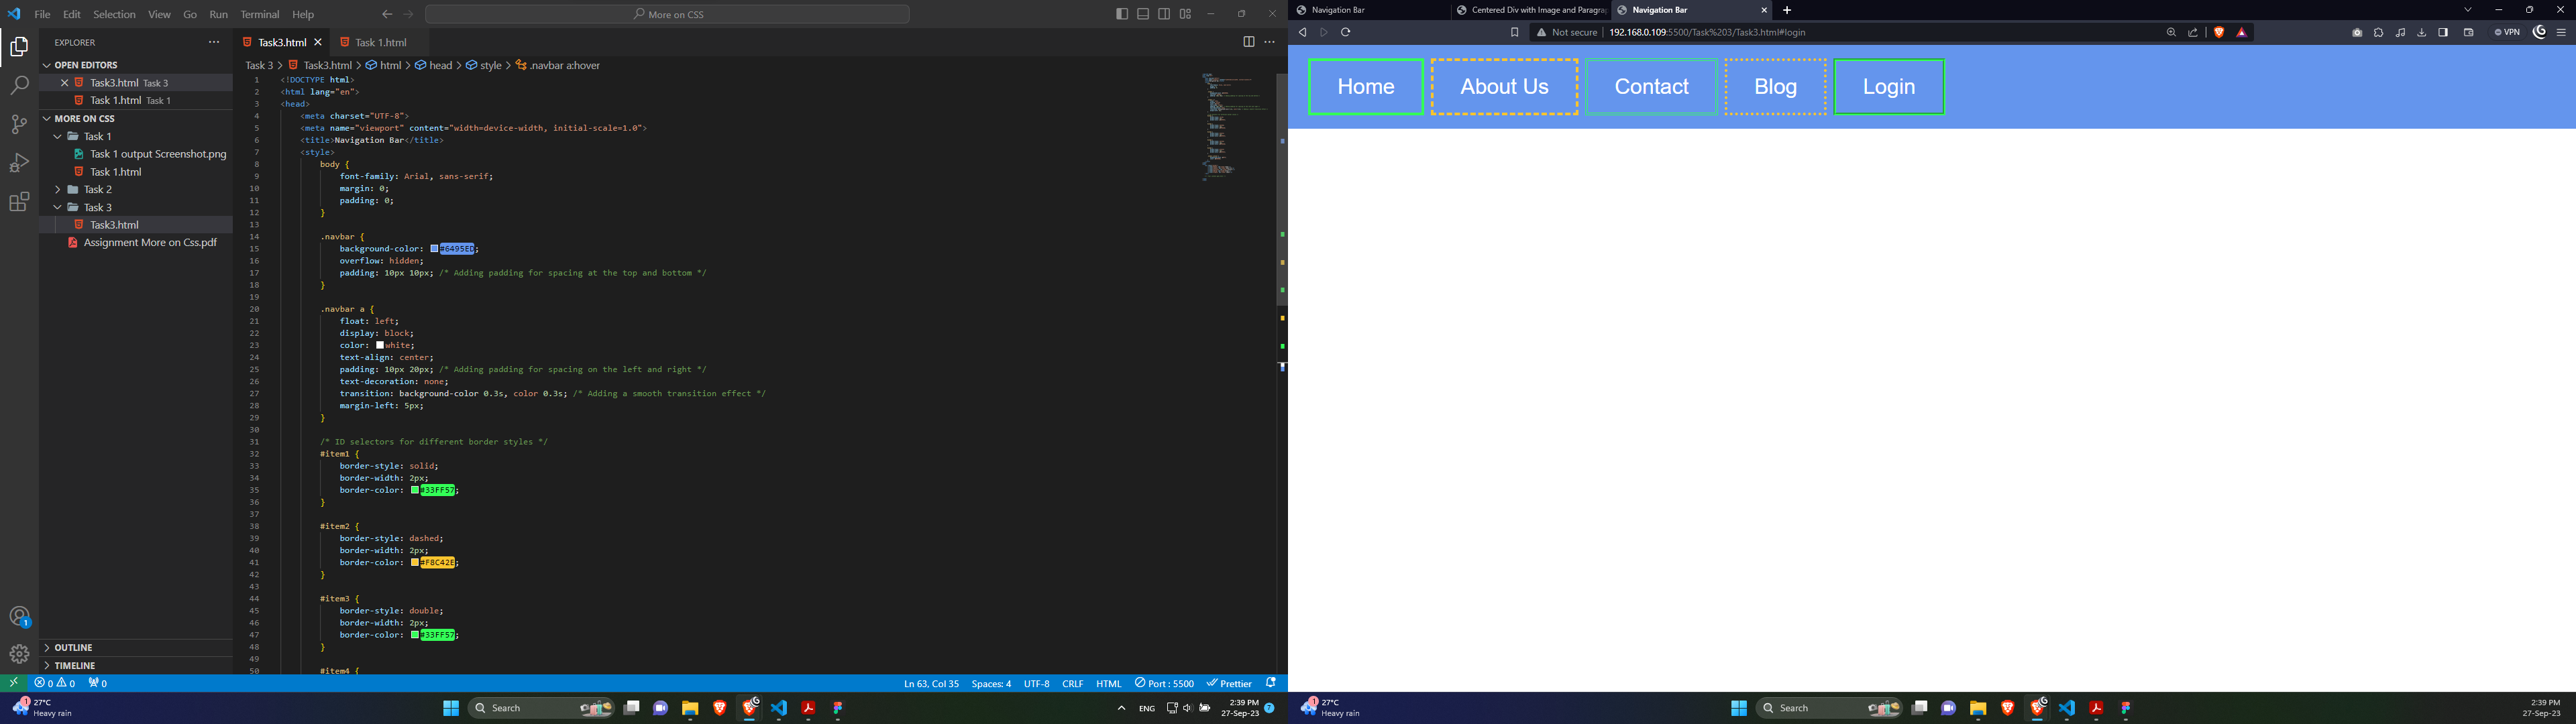 File Edit Selection View Go Run Terminal Help
More on CSS
EXPLORER
OPEN EDITORS
Task3.html Task 3
Task 1.html Task 1
MORE ON CSS
Task 1
Task 1 output Screenshot.png
Task 1.html
Task 2
Task 3
Task3.html
Assignment More on Css.pdf
OUTLINE
TIMELINE
Task3.html
Task 1.html
Task 3 > Task3.html > html > head > style > .navbar a:hover
1 <!DOCTYPE html>
2 <html lang="en">
3 <head>
4 <meta charset="UTF-8">
5 <meta name="viewport" content="width=device-width, initial-scale=1.0">
6 <title>Navigation Bar</title>
7 <style>
8 body {
9 font-family: Arial, sans-serif;
10 margin: 0;
11 padding: 0;
12 }
13
14 .navbar {
15 background-color: #6495ED;
16 overflow: hidden;
17 padding: 10px 10px; /* Adding padding for spacing at the top and bottom */
18 }
19
20 .navbar a {
21 float: left;
22 display: block;
23 color: white;
24 text-align: center;
25 padding: 10px 20px; /* Adding padding for spacing on the left and right */
26 text-decoration: none;
27 transition: background-color 0.3s, color 0.3s; /* Adding a smooth transition effect */
28 margin-left: 5px;
29 }
30
31 /* ID selectors for different border styles */
32 #item1 {
33 border-style: solid;
34 border-width: 2px;
35 border-color: #33FF57;
36 }
37
38 #item2 {
39 border-style: dashed;
40 border-width: 2px;
41 border-color: #F8C42E;
42 }
43
44 #item3 {
45 border-style: double;
46 border-width: 2px;
47 border-color: #33FF57;
48 }
49
50 #item4 {
1
0 0 0
Ln 63, Col 35 Spaces: 4 UTF-8 CRLF HTML Port : 5500 Prettier
1
27°C
Heavy rain
Search
ENG
2:39 PM
27-Sep-23
7
Navigation Bar
Centered Div with Image and Paragrap
Navigation Bar
Not secure 192.168.0.109:5500/Task%203/Task3.html#login
VPN
Home
About Us
Contact
Blog
Login
1
27°C
Heavy rain
Search
2:39 PM
27-Sep-23